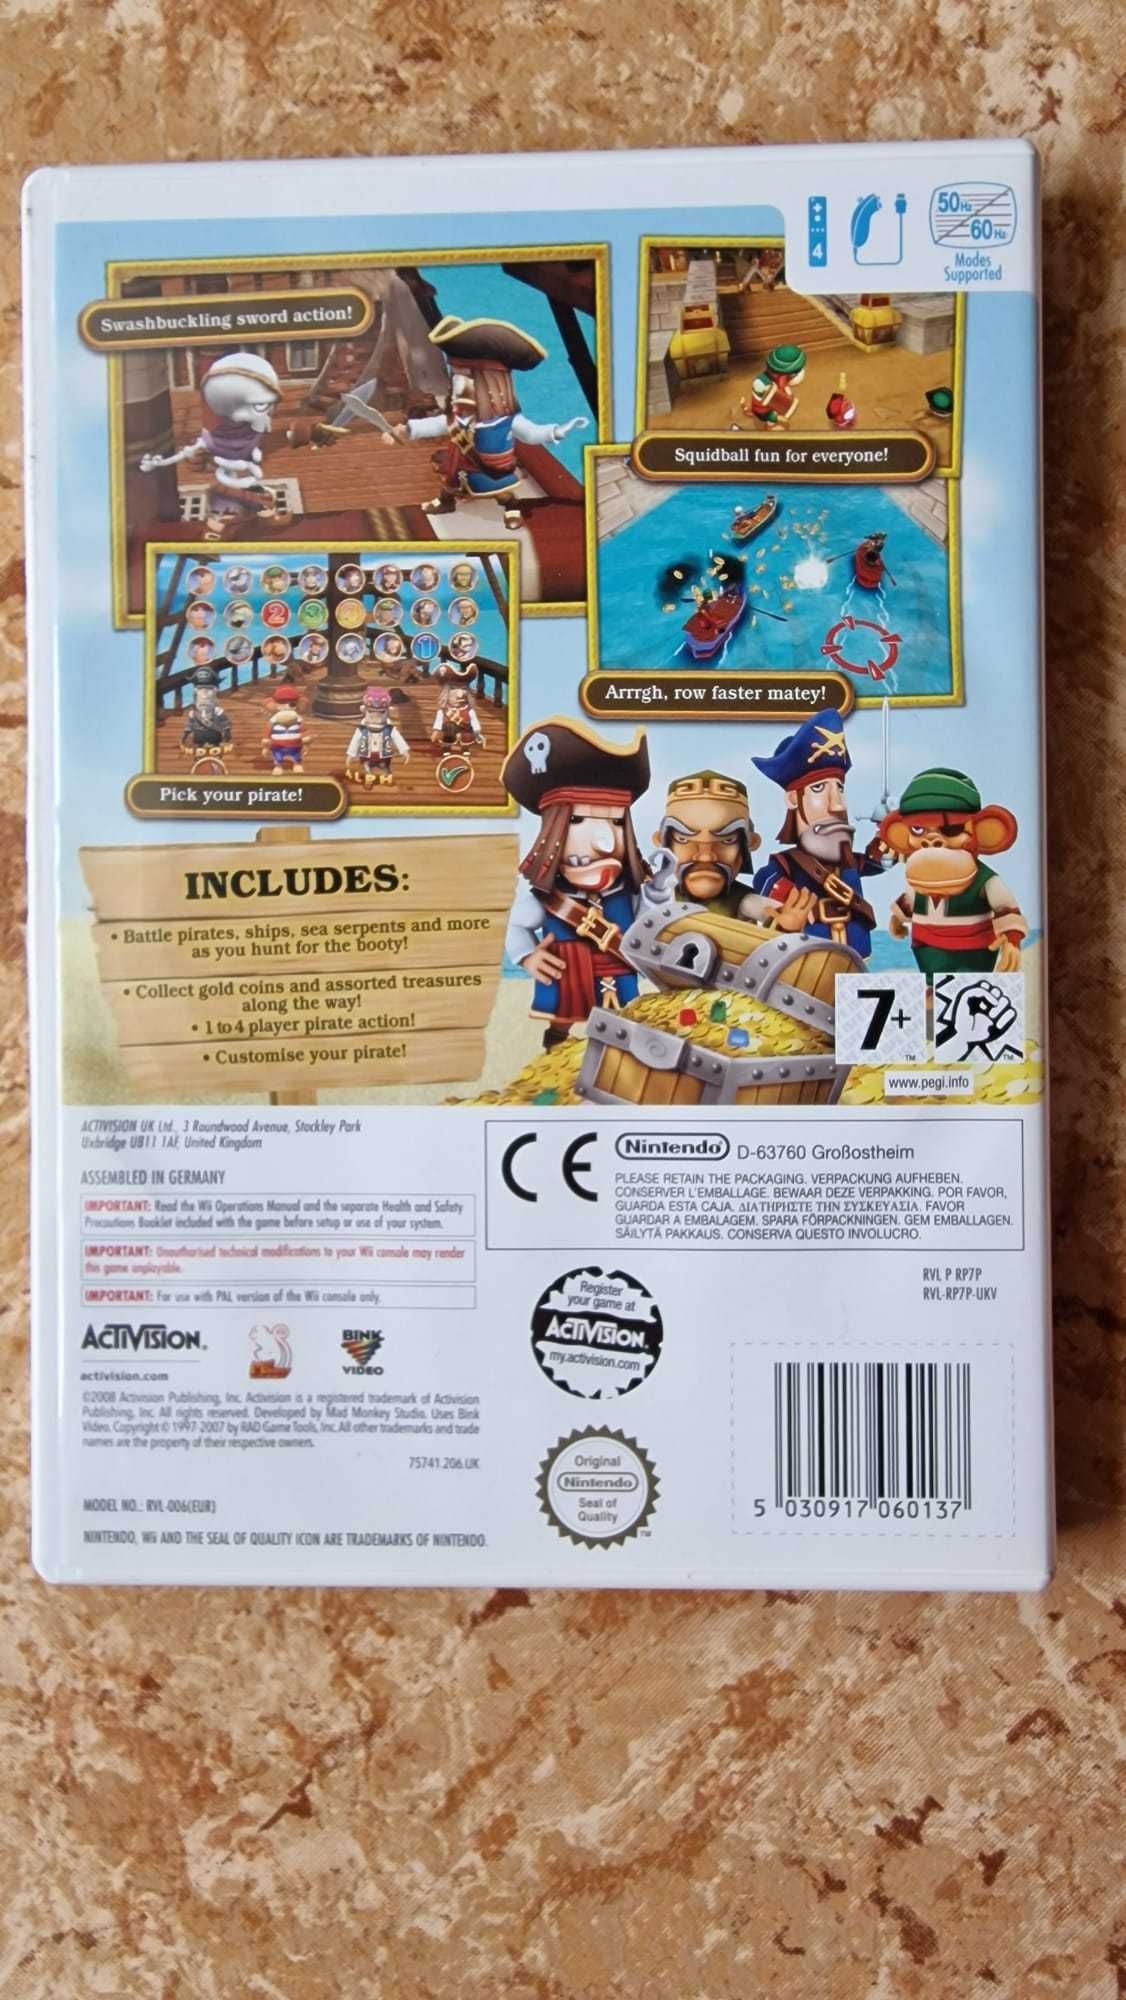 4
50Hz
60Hz
Modes
Supported
Swashbuckling sword action!
Squidball fun for everyone!
2 3 4
1
ALPH
Arrrgh, row faster matey!
Pick your pirate!
INCLUDES:
• Battle pirates, ships, sea serpents and more
as you hunt for the booty!
• Collect gold coins and assorted treasures
along the way!
• 1 to 4 player pirate action!
• Customise your pirate!
7+
TM
TM
www.pegi.info
ACTIVISION UK Ltd., 3 Roundwood Avenue, Stockley Park
Uxbridge UB11 1AF, United Kingdom
ASSEMBLED IN GERMANY
IMPORTANT: Read the Wii Operations Manual and the separate Health and Safety
Precautions Booklet included with the game before setup or use of your system.
IMPORTANT: Unauthorised technical modifications to your Wii console may render
this game unplayable.
IMPORTANT: For use with PAL version of the Wii console only.
CE
Nintendo D-63760 Großostheim
PLEASE RETAIN THE PACKAGING. VERPACKUNG AUFHEBEN.
CONSERVER L'EMBALLAGE. BEWAAR DEZE VERPAKKING. POR FAVOR,
GUARDA ESTA CAJA. ΔΙΑΤΗΡΗΣΤΕ ΤΗΝ ΣΥΣΚΕΥΑΣΙΑ. FAVOR
GUARDAR A EMBALAGEM. SPARA FÖRPACKNINGEN. GEM EMBALLAGEN.
SÄILYTÄ PAKKAUS. CONSERVA QUESTO INVOLUCRO.
RVL P RP7P
RVL-RP7P-UKV
Register
your game at
ACTIVISION.
my.activision.com
ACTIVISION.
activision.com
BINK
VIDEO
©2008 Activision Publishing, Inc. Activision is a registered trademark of Activision
Publishing, Inc. All rights reserved. Developed by Mad Monkey Studio. Uses Bink
Video. Copyright © 1997-2007 by RAD Game Tools, Inc. All other trademarks and trade
names are the property of their respective owners.
75741.206.UK
MODEL NO.: RVL-006(EUR)
NINTENDO, Wii AND THE SEAL OF QUALITY ICON ARE TRADEMARKS OF NINTENDO.
Original
Nintendo
Seal of
Quality
TM
5 030917 060137